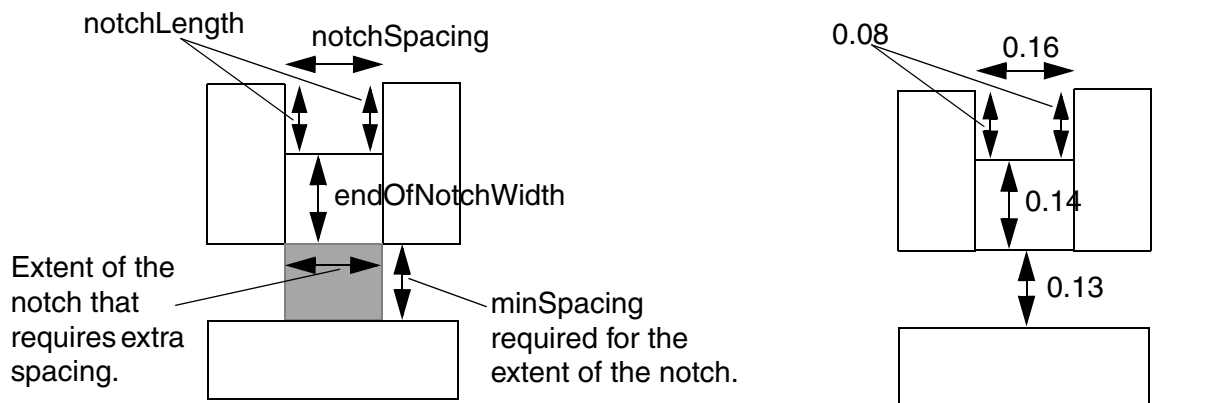 notchLength
notchSpacing
endOfNotchWidth
Extent of the
notch that
requires extra
spacing.
minSpacing
required for the
extent of the notch.
0.08
0.16
0.14
0.13